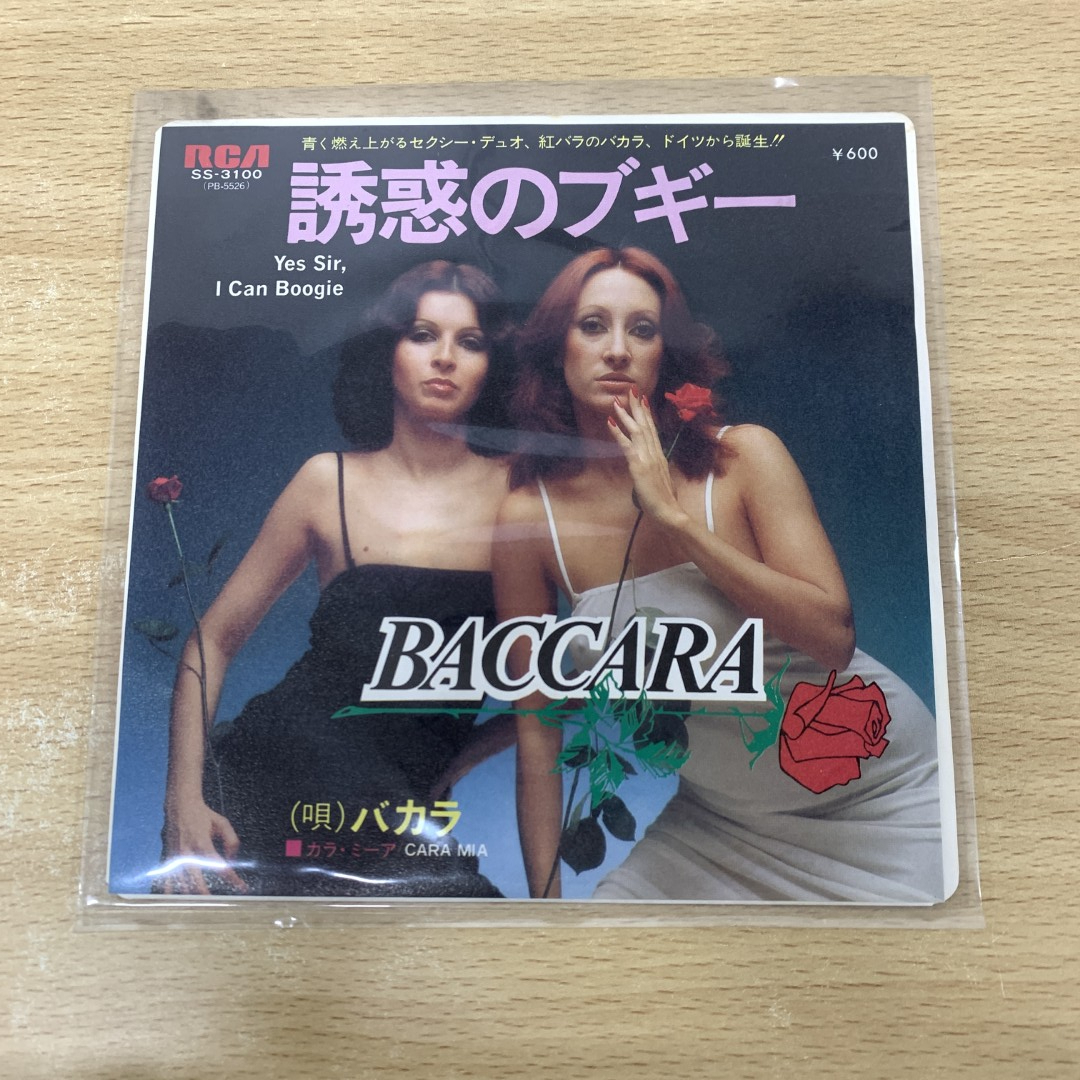 青く燃え上がるセクシー・デュオ、紅バラのバカラ、ドイツから誕生!!
RCA
SS-3100
(PB-5526)
¥600
誘惑のブギー
Yes Sir,
I Can Boogie
BACCARA
(唄)バカラ
■カラ・ミーア CARA MIA